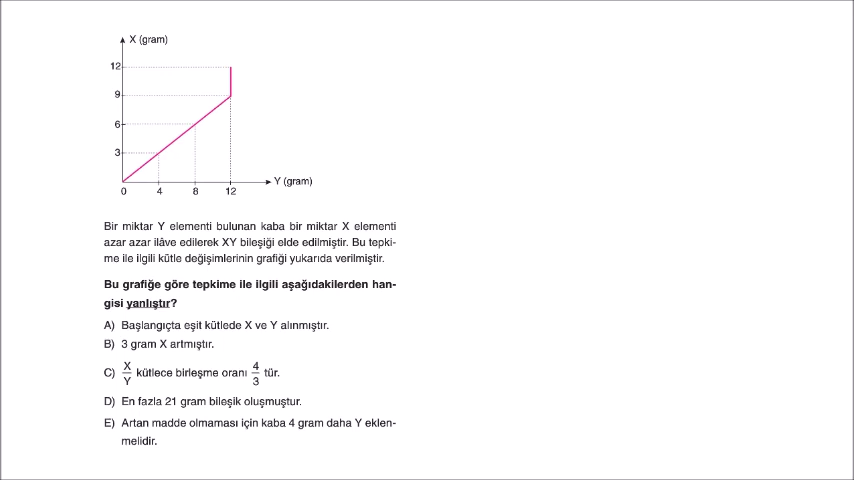 X (gram)
12
9
6
3
0 4 8 12
Y (gram)
Bir miktar Y elementi bulunan kaba bir miktar X elementi
azar azar ilâve edilerek XY bileşiği elde edilmiştir. Bu tepki-
me ile ilgili kütle değişimlerinin grafiği yukarıda verilmiştir.
Bu grafiğe göre tepkime ile ilgili aşağıdakilerden han-
gisi yanlıştır?
A) Başlangıçta eşit kütlede X ve Y alınmıştır.
B) 3 gram X artmıştır.
C) X/Y kütlece birleşme oranı 4/3 tür.
D) En fazla 21 gram bileşik oluşmuştur.
E) Artan madde olmaması için kaba 4 gram daha Y eklen-
melidir.